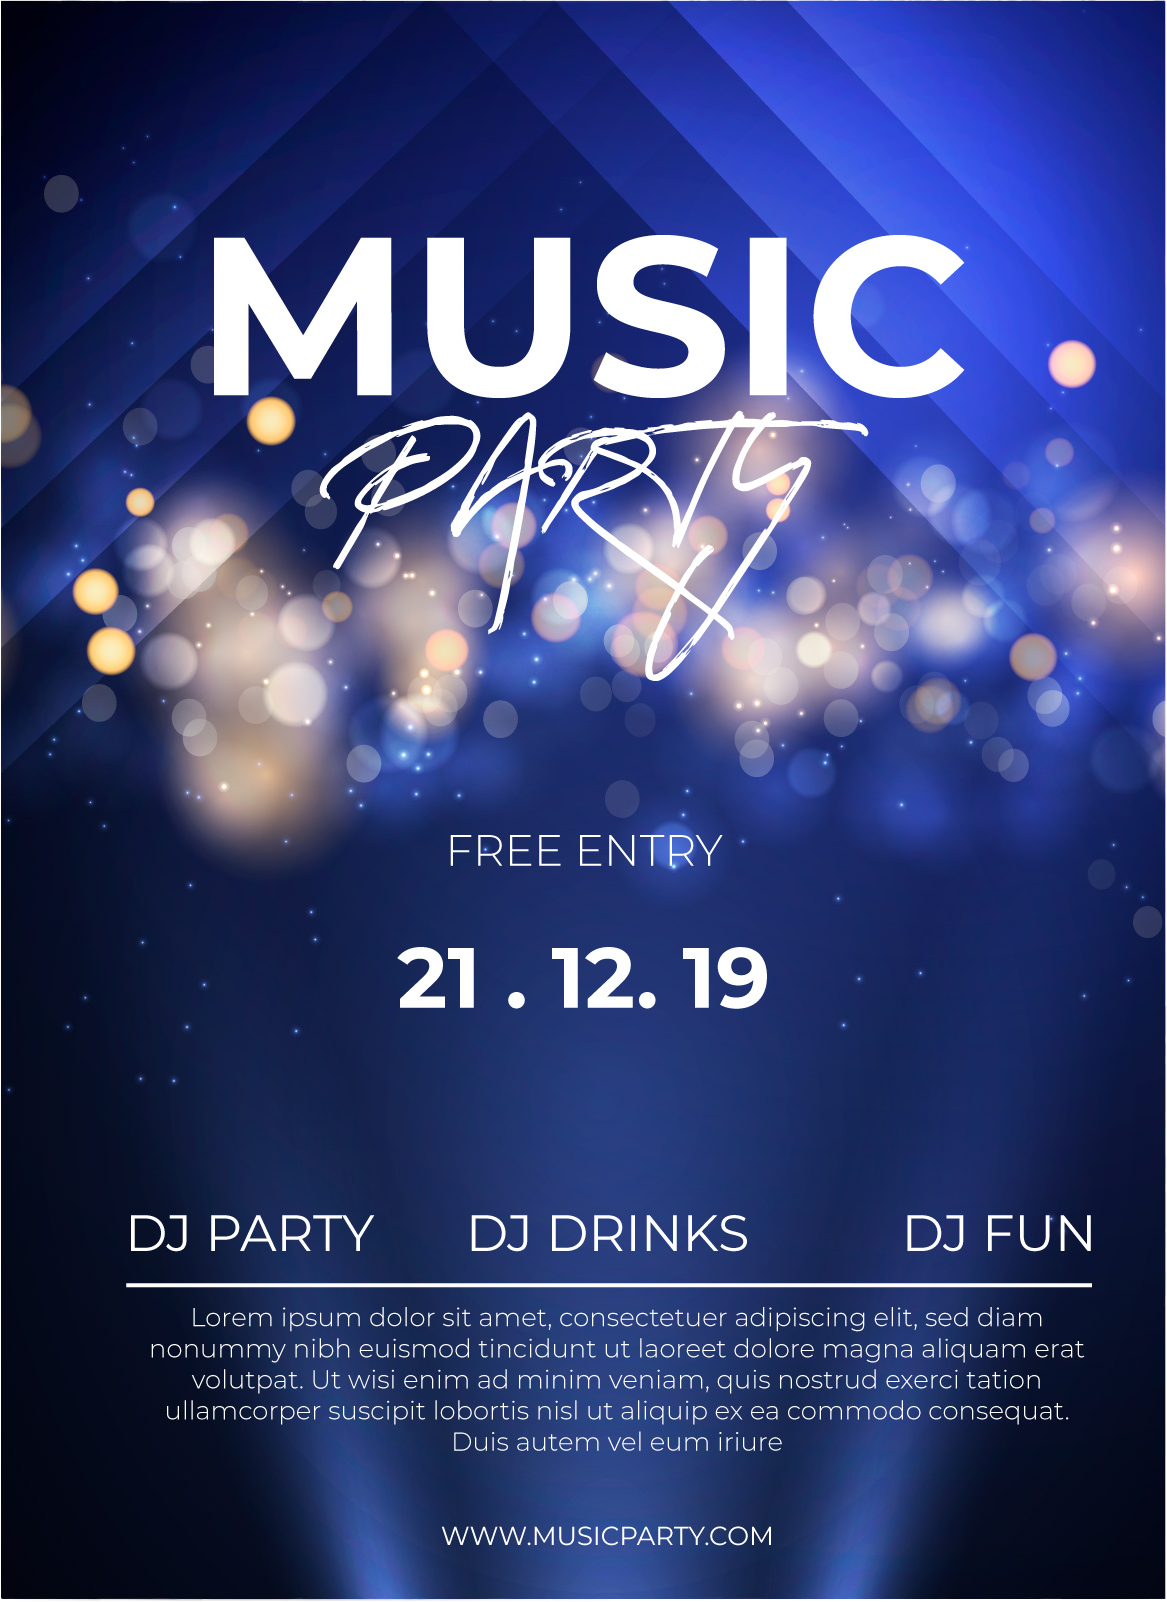 MUSIC
PARTY
FREE ENTRY
21 . 12. 19
DJ PARTY DJ DRINKS DJ FUN
Lorem ipsum dolor sit amet, consectetuer adipiscing elit, sed diam
nonummy nibh euismod tincidunt ut laoreet dolore magna aliquam erat
volutpat. Ut wisi enim ad minim veniam, quis nostrud exerci tation
ullamcorper suscipit lobortis nisl ut aliquip ex ea commodo consequat.
Duis autem vel eum iriure
WWW.MUSICPARTY.COM